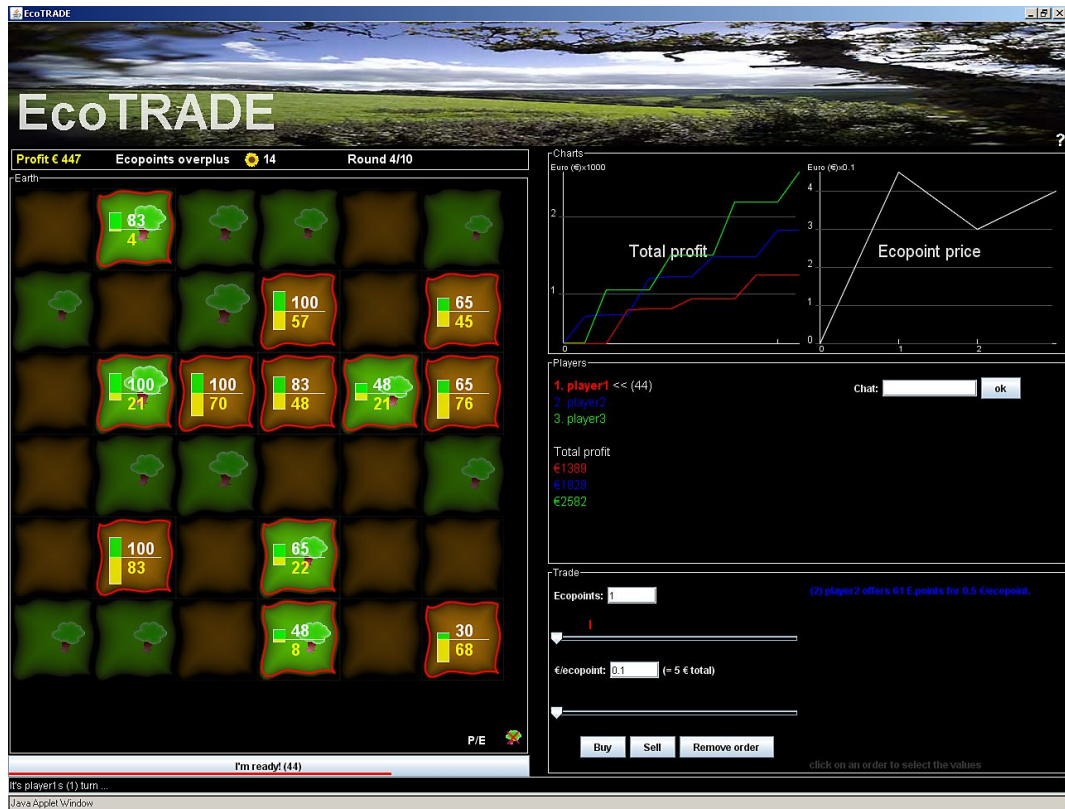 EcoTRADE
EcoTRADE
?
Profit € 447 Ecopoints overplus 14 Round 4/10
Earth
83
4
100
57
65
45
100
21
100
70
83
48
48
21
65
76
100
83
65
22
48
8
30
68
P/E
I'm ready! (44)
It's player1s (1) turn ...
Java Applet Window
Charts
Euro (€)x1000
2
1
0
Total profit
Euro (€)x0.1
4
3
2
1
0
1
2
Ecopoint price
Players
1. player1 << (44)
2. player2
3. player3
Chat:
ok
Total profit
€1389
€1828
€2582
Trade
Ecopoints: 1
(2) player2 offers 61 E.points for 0.5 €/ecopoint.
€/ecopoint: 0.1 (= 5 € total)
Buy Sell Remove order
click on an order to select the values